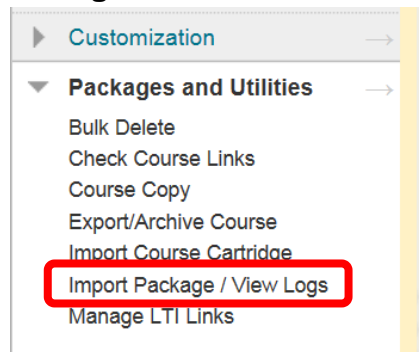 Customization
Packages and Utilities
Bulk Delete
Check Course Links
Course Copy
Export/Archive Course
Import Course Cartridge
Import Package / View Logs
Manage LTI Links